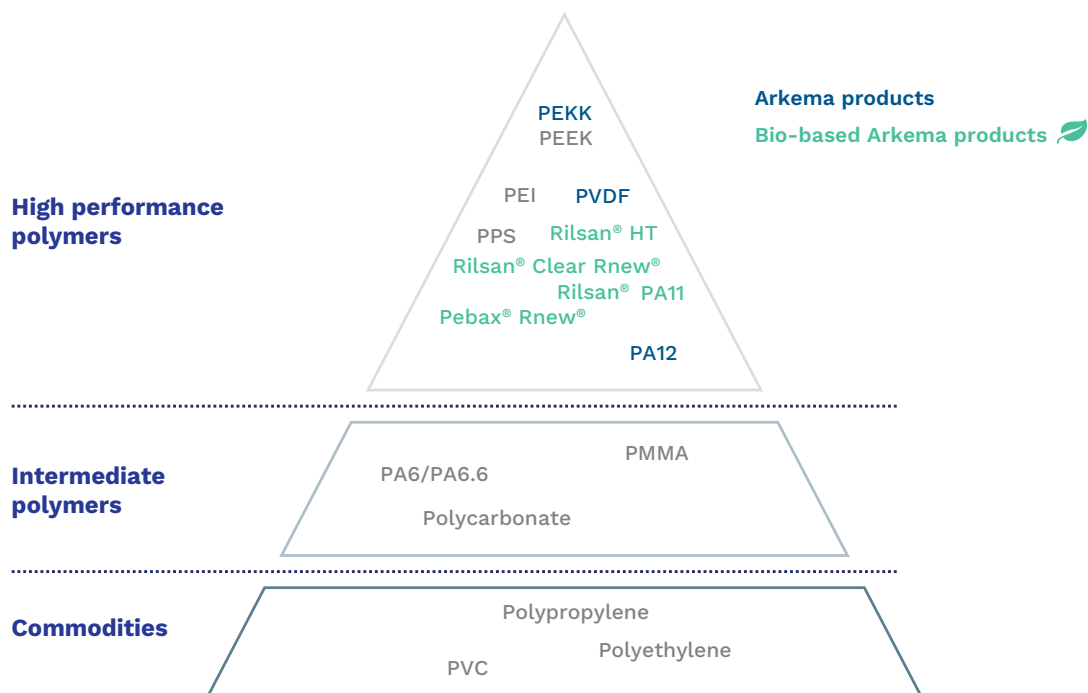 PEKK
PEEK
Arkema products
Bio-based Arkema products
High performance
polymers
PEI
PVDF
PPS
Rilsan® HT
Rilsan® Clear Rnew®
Rilsan® PA11
Pebax® Rnew®
PA12
Intermediate
polymers
PMMA
PA6/PA6.6
Polycarbonate
Commodities
Polypropylene
Polyethylene
PVC